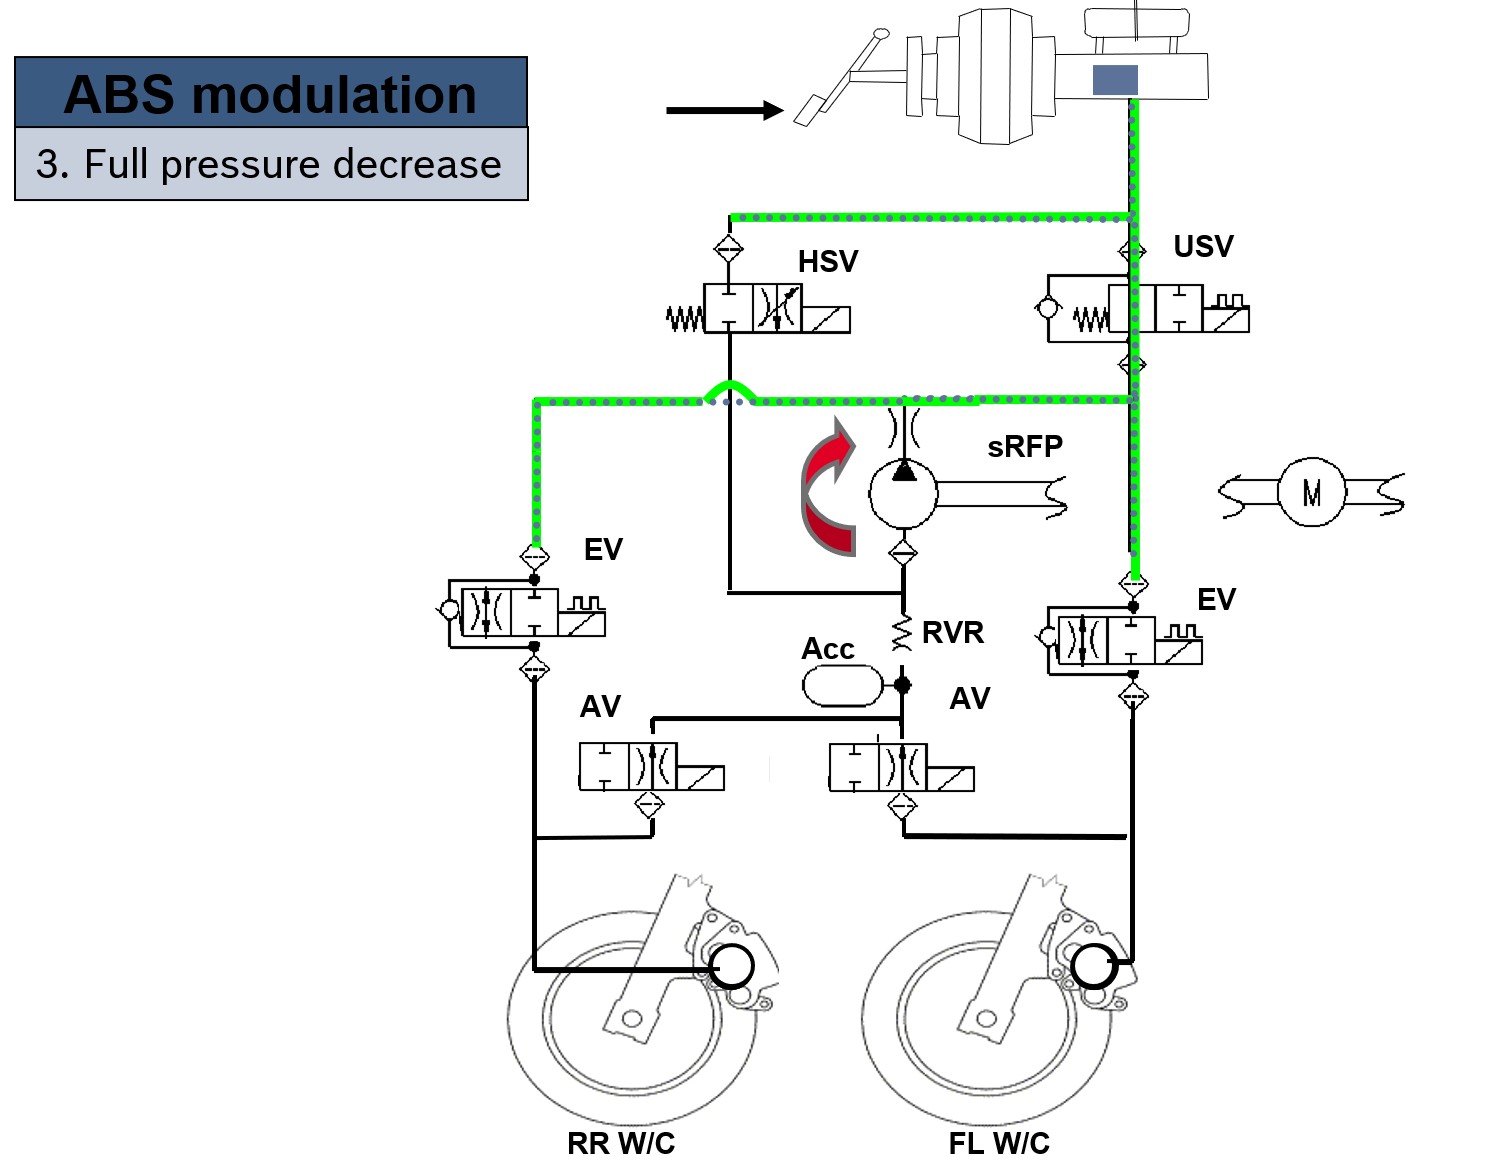 ABS modulation
3. Full pressure decrease
USV
HSV
sRFP
M
EV
EV
RVR
Acc
AV
AV
RR W/C
FL W/C